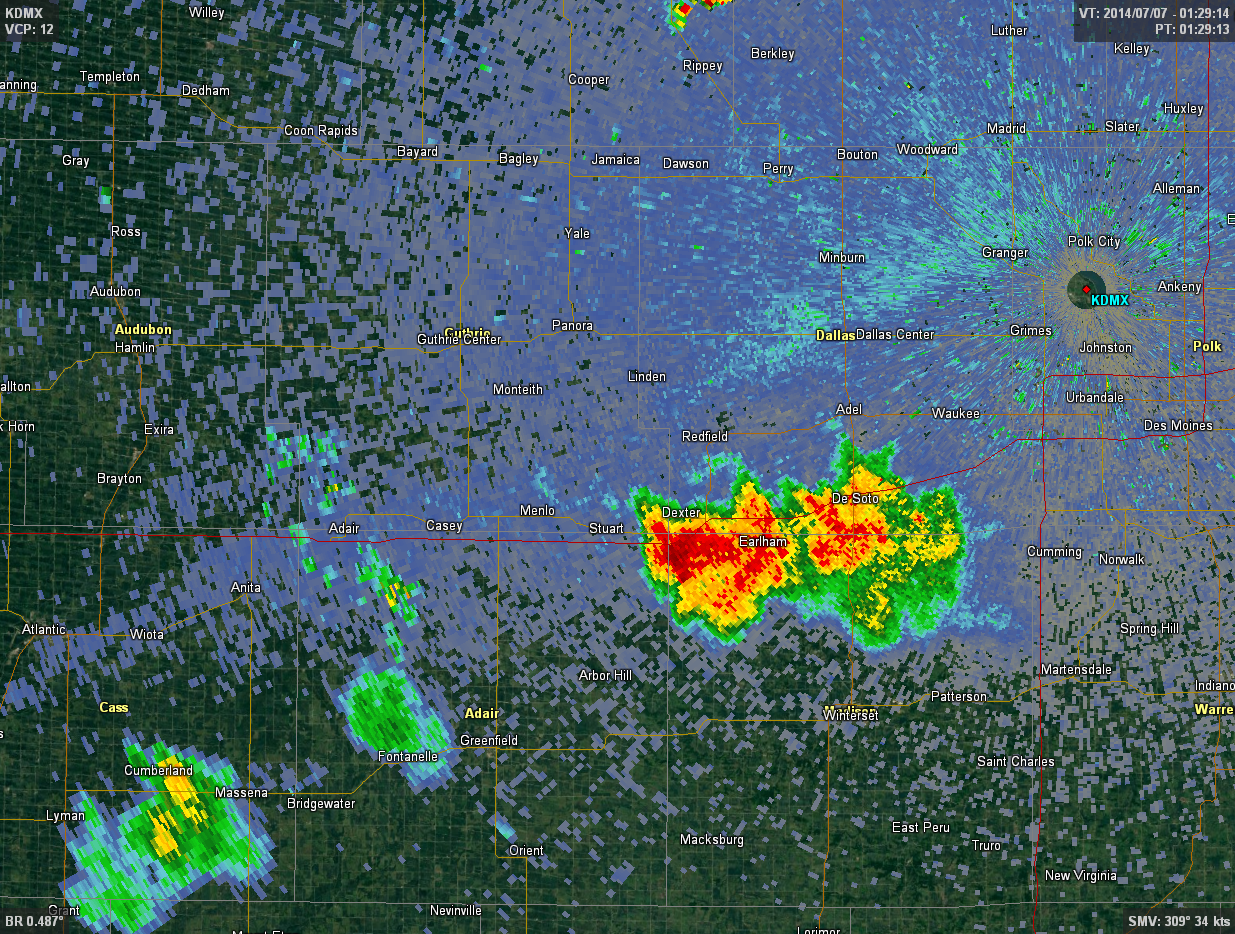 KDMX
VCP: 12
Willey
VT: 2014/07/07 - 01:29:14
PT: 01:29:13
Luther
Kelley
Berkley
Rippey
Cooper
Templeton
anning
Dedham
Huxley
Coon Rapids
Madrid
Slater
Bayard
Bagley
Jamaica
Dawson
Perry
Bouton
Woodward
Gray
Alleman
Ross
Yale
Polk City
Granger
Minburn
Audubon
Ankeny
KDMX
Audubon
Guthrie
Guthrie Center
Panora
Dallas
Dallas Center
Grimes
Johnston
Polk
Hamlin
Linden
allton
Monteith
Urbandale
Adel
Waukee
k Horn
Exira
Redfield
Des Moines
Brayton
De Soto
Menlo
Dexter
Adair
Casey
Stuart
Earlham
Cumming
Norwalk
Anita
Atlantic
Wiota
Spring Hill
Arbor Hill
Martensdale
Indiano
Patterson
Cass
Adair
Madison
Winterset
Warre
Greenfield
Fontanelle
Saint Charles
Cumberland
Massena
Bridgewater
Lyman
East Peru
Macksburg
Truro
Orient
New Virginia
Grant
Nevinville
BR 0.487°
SMV: 309° 34 kts
Lorimor